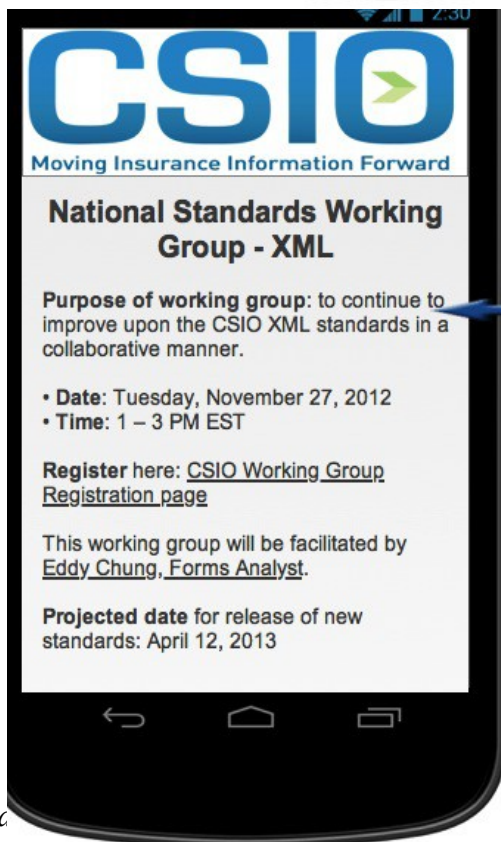 2:30
CSIO
Moving Insurance Information Forward
National Standards Working
Group - XML
Purpose of working group: to continue to
improve upon the CSIO XML standards in a
collaborative manner.
• Date: Tuesday, November 27, 2012
• Time: 1 – 3 PM EST
Register here: CSIO Working Group
Registration page
This working group will be facilitated by
Eddy Chung, Forms Analyst.
Projected date for release of new
standards: April 12, 2013